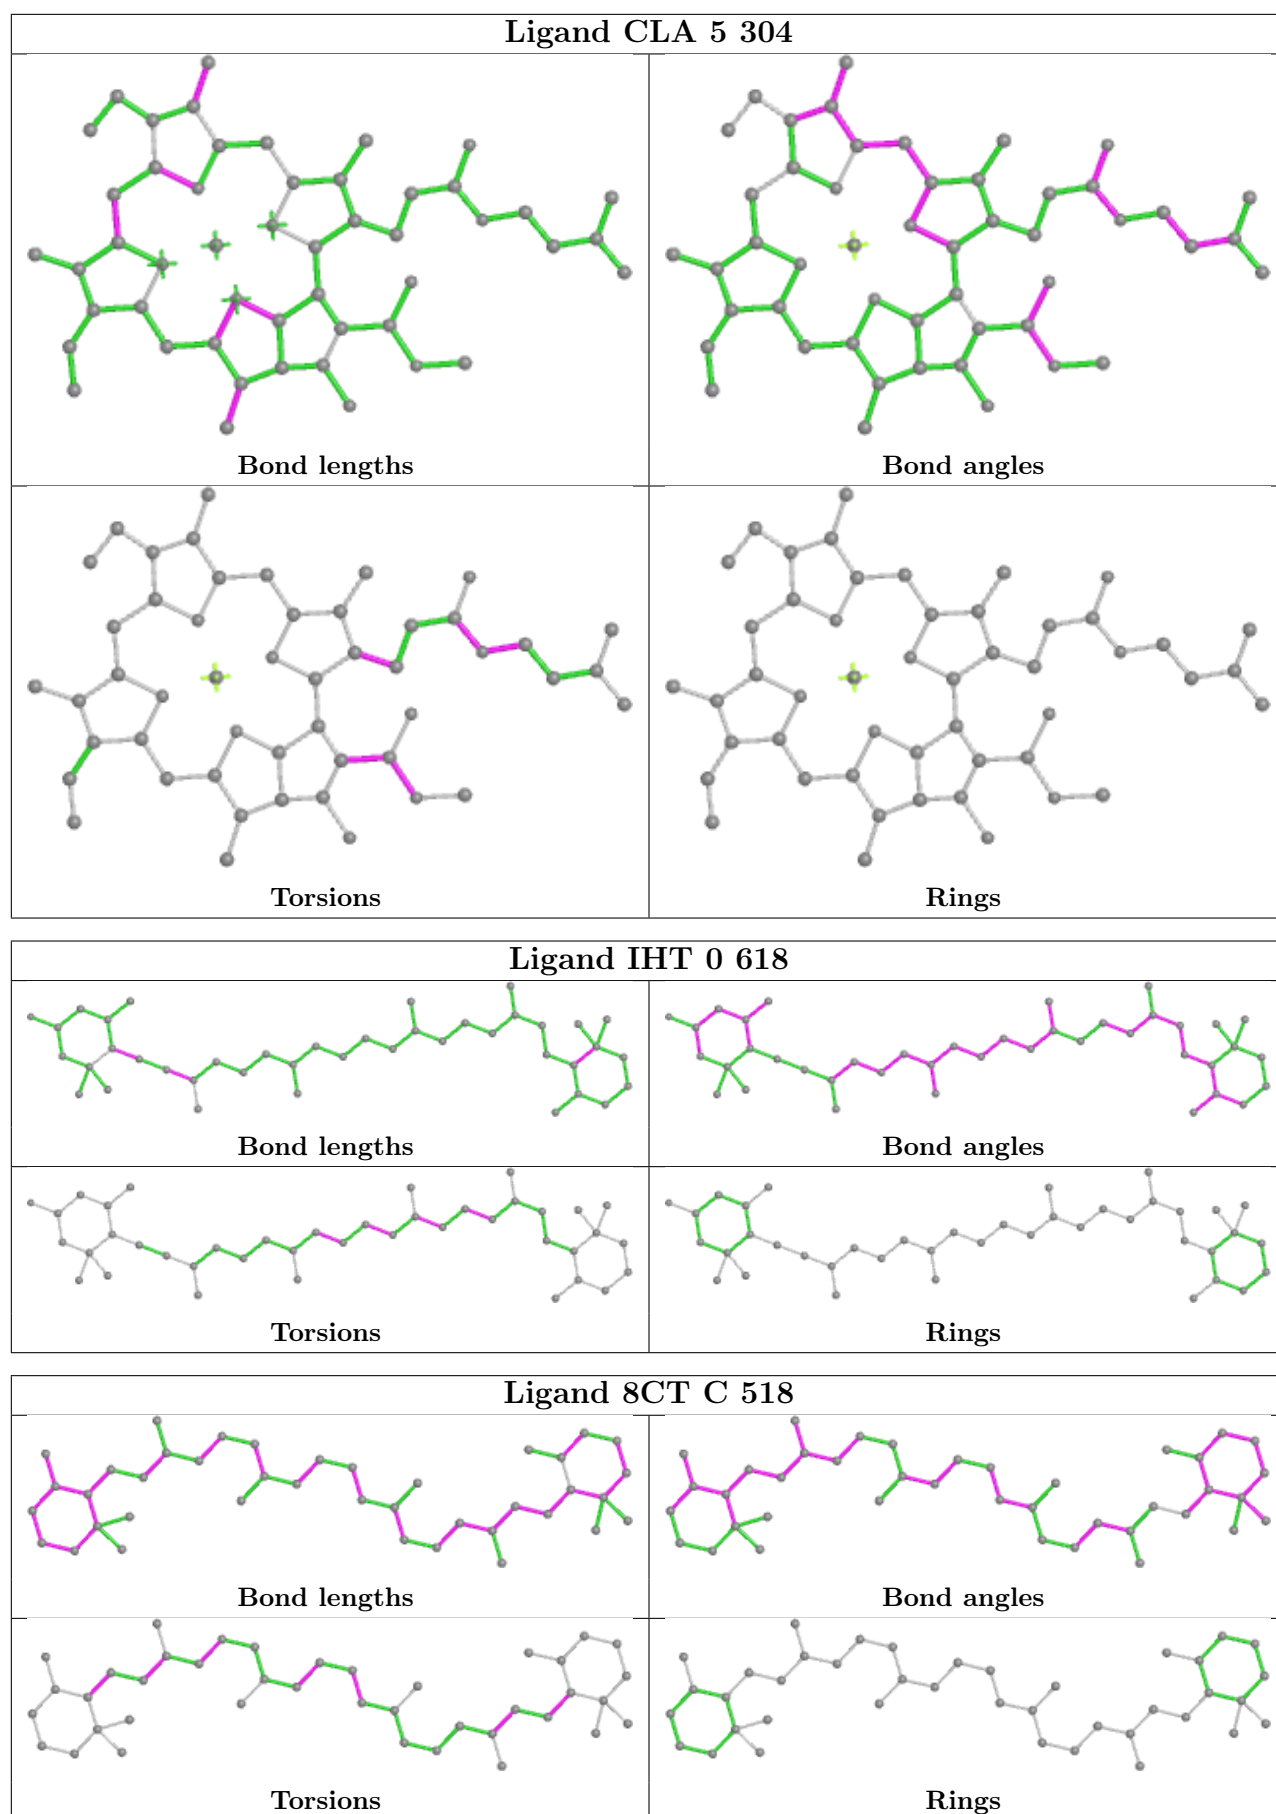 Ligand CLA 5 304
Bond lengths
Bond angles
Torsions
Rings
Ligand IHT 0 618
Bond lengths
Bond angles
Torsions
Rings
Ligand 8CT C 518
Bond lengths
Bond angles
Torsions
Rings